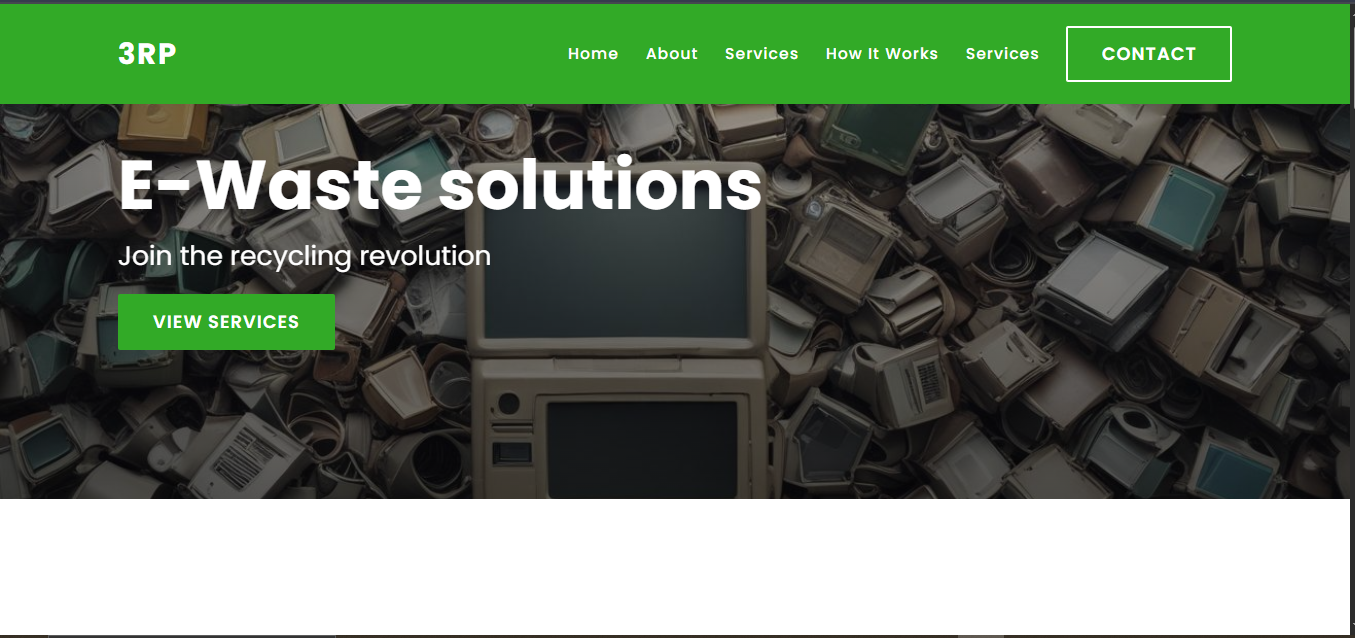 3RP
Home About Services How It Works Services CONTACT
E-Waste solutions
Join the recycling revolution
VIEW SERVICES